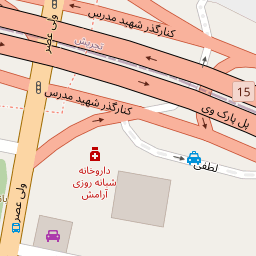 کنارگذر شهید مدرس
ولی عصر
تجریش
15
کنارگذر شهید مدرس
پل پارک وی
لطفی
داروخانه
شبانه روزی
آرامش
ولی عصر